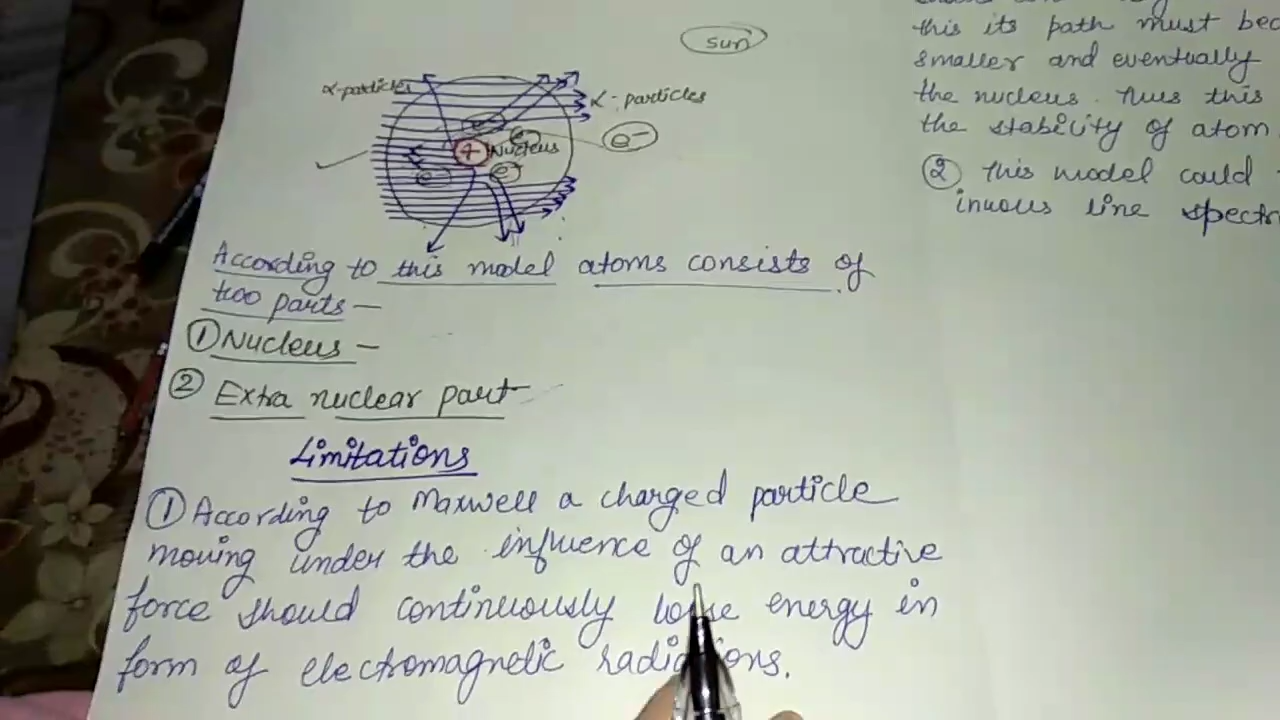 sun
α-particles
α-particles
e⁻
e⁻
e⁻
+ Nucleus
e⁻
e⁻
According to this model atoms consists of
two parts —
① Nucleus —
② Extra nuclear part
Limitations
① According to Maxwell a charged particle
moving under the influence of an attractive
force should continuously energy in
form of electromagnetic radiations.
this its path must
smaller and eventually
the nucleus. Thus this
the stability of atom
② This model could
inuous line